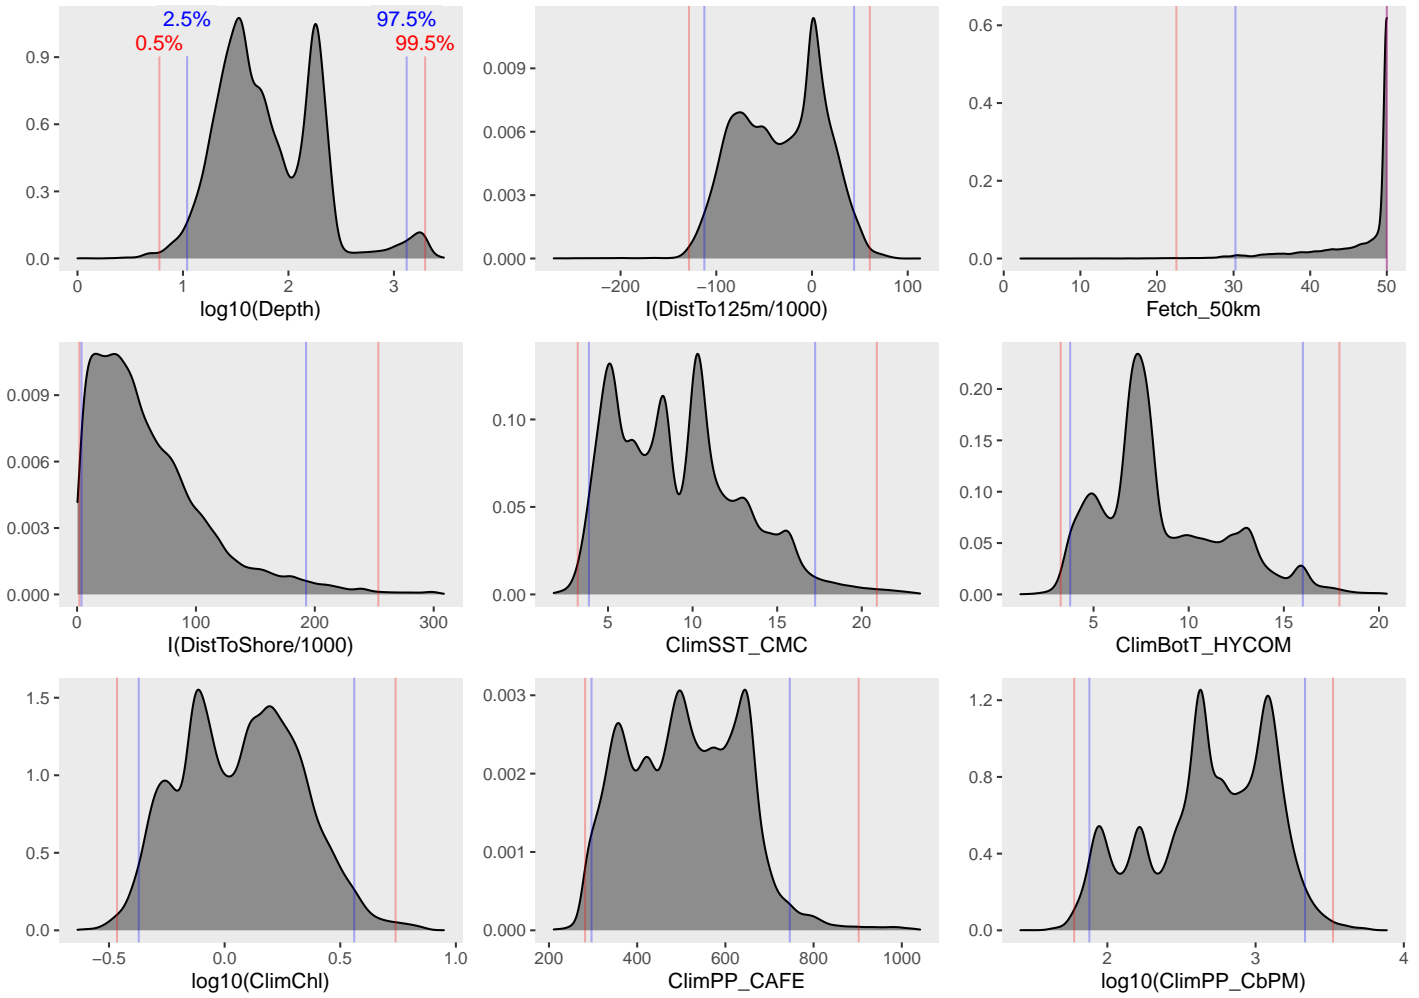 2.5% 97.5%
0.5% 99.5%
0.9
0.6
0.3
0.0
0 1 2 3
log10(Depth)
0.009
0.006
0.003
0.000
−200 −100 0 100
I(DistTo125m/1000)
0.6
0.4
0.2
0.0
0 10 20 30 40 50
Fetch_50km
0.009
0.006
0.003
0.000
0 100 200 300
I(DistToShore/1000)
0.10
0.05
0.00
5 10 15 20
ClimSST_CMC
0.20
0.15
0.10
0.05
0.00
5 10 15 20
ClimBotT_HYCOM
1.5
1.0
0.5
0.0
−0.5 0.0 0.5 1.0
log10(ClimChl)
0.003
0.002
0.001
0.000
200 400 600 800 1000
ClimPP_CAFE
1.2
0.8
0.4
0.0
2 3 4
log10(ClimPP_CbPM)